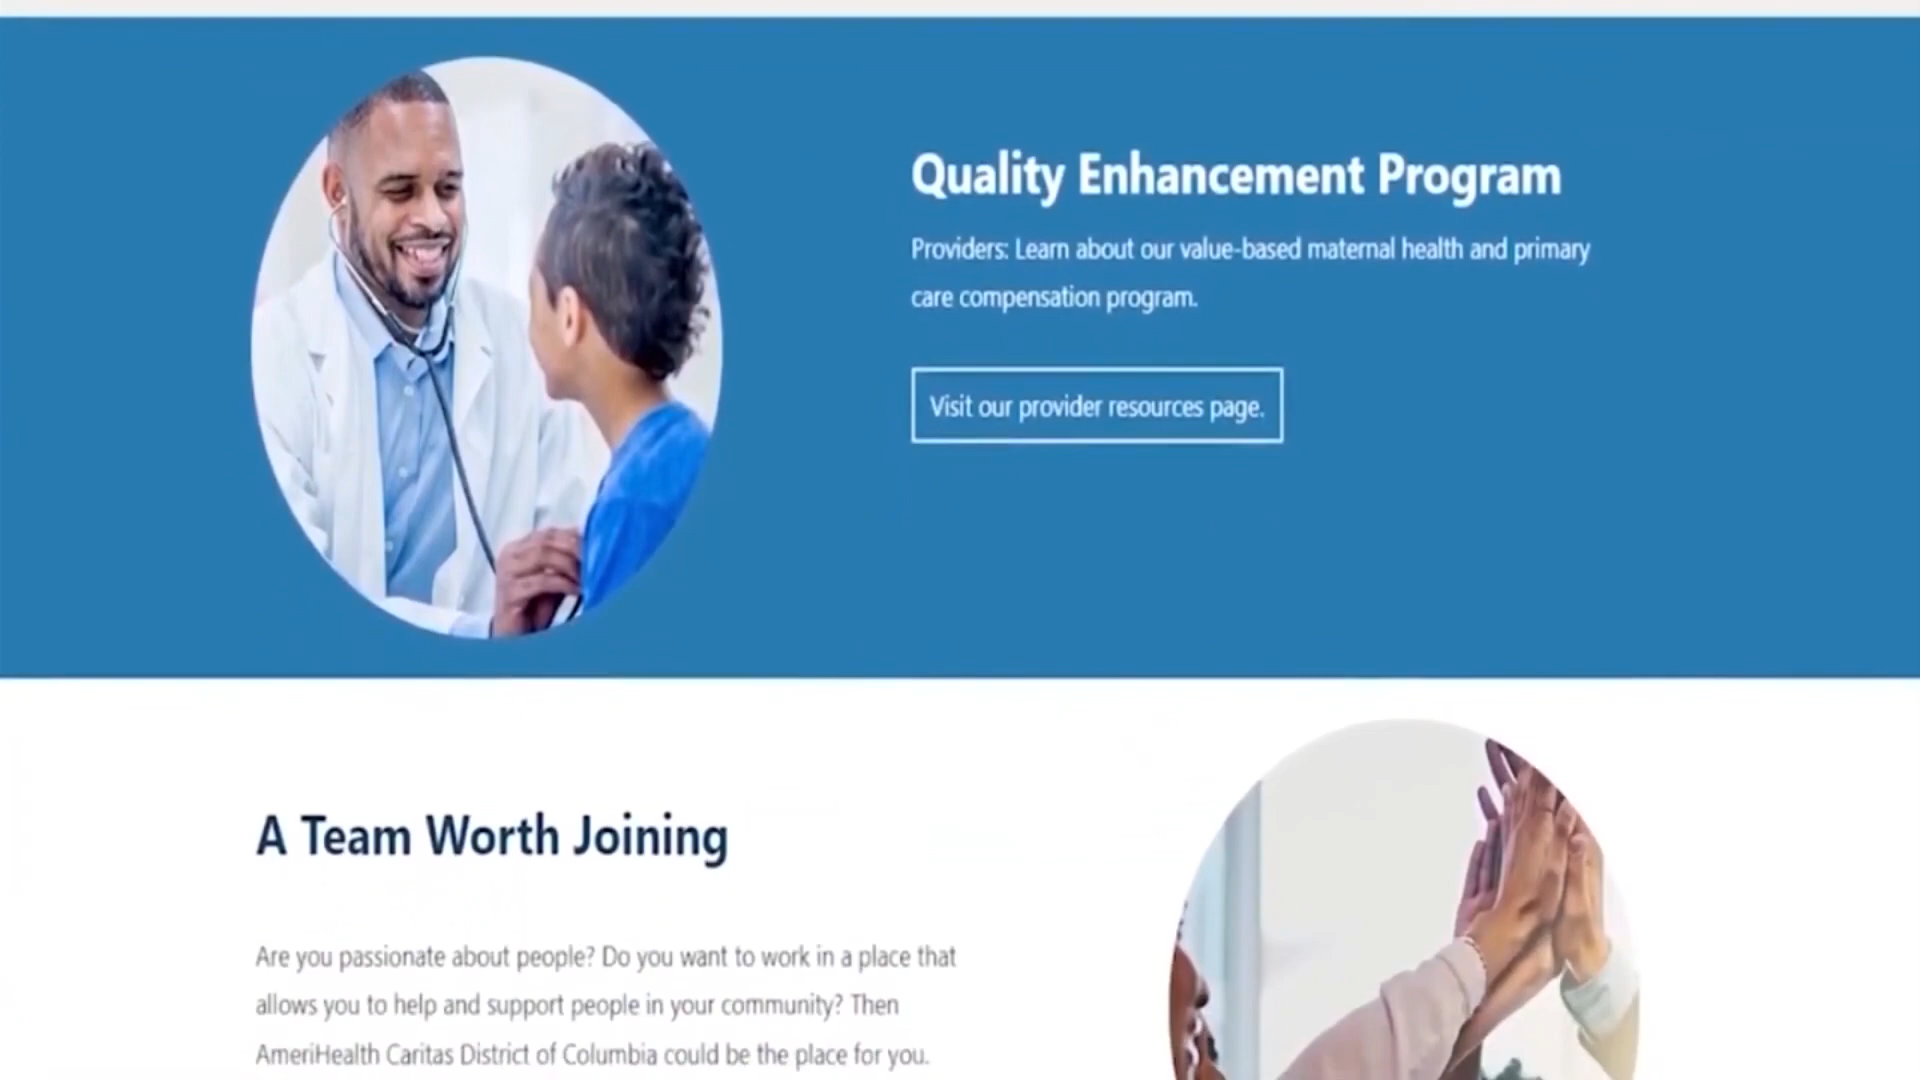 Quality Enhancement Program
Providers: Learn about our value-based maternal health and primary
care compensation program.
Visit our provider resources page.
A Team Worth Joining
Are you passionate about people? Do you want to work in a place that
allows you to help and support people in your community? Then
AmeriHealth Caritas District of Columbia could be the place for you.